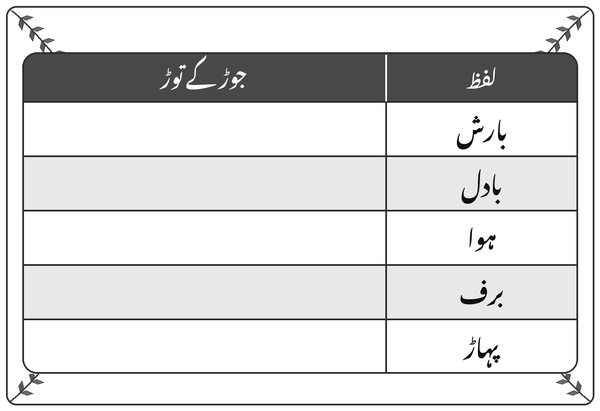 لفظ جوڑ کے توڑ
بارش
بادل
ہوا
برف
پہاڑ